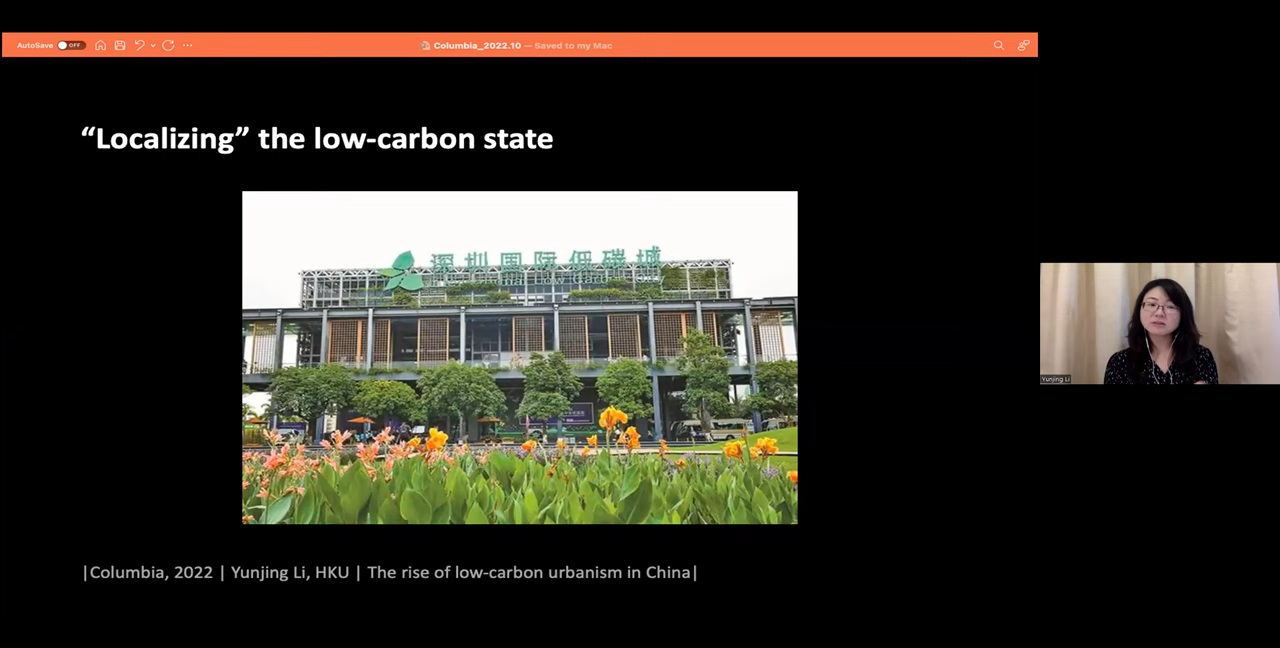 AutoSave OFF
Columbia_2022.10 — Saved to my Mac
“Localizing” the low-carbon state
深圳国际低碳城
Yunjing Li
|Columbia, 2022 | Yunjing Li, HKU | The rise of low-carbon urbanism in China|